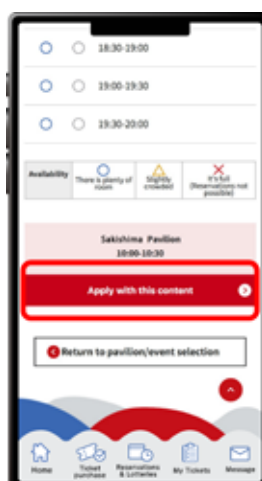 18:30-19:00
19:00-19:30
19:30-20:00
Availability
There is plenty of
room
Slightly
crowded
It's full
(Reservations not
possible)
Sakishima Pavilion
10:00-10:30
Apply with this content
Return to pavilion/event selection
Home
Ticket
purchase
Reservations
& Lotteries
My Tickets
Message